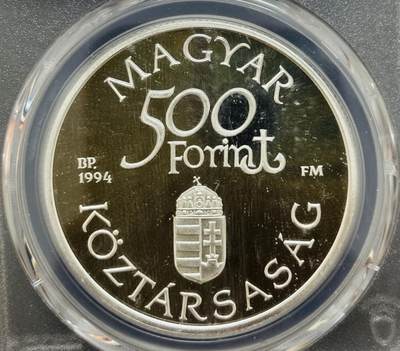 MAGYAR
500
Forint
BP.
1994
FM
KÖZTÁRSASÁG